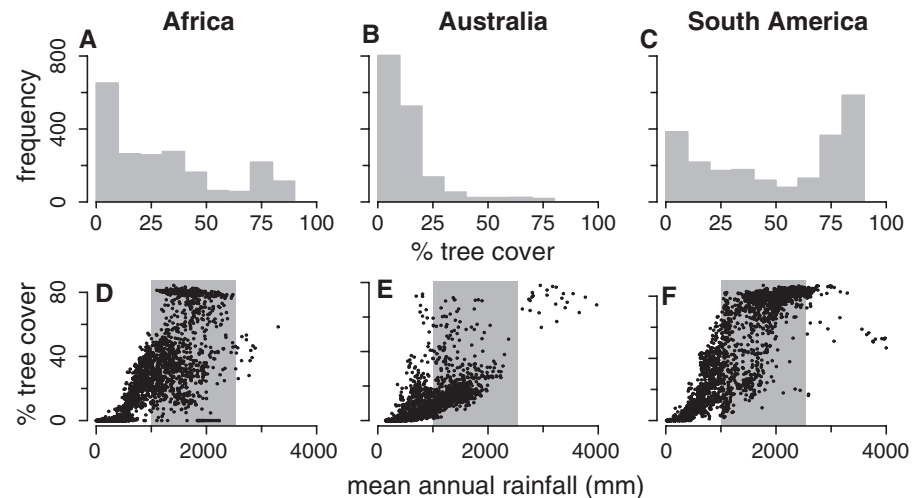 Africa
Australia
South America
A
B
C
frequency
800
400
0
0 25 50 75 100
0 25 50 75 100
0 25 50 75 100
% tree cover
D
E
F
% tree cover
80
40
0
0 2000 4000
0 2000 4000
0 2000 4000
mean annual rainfall (mm)